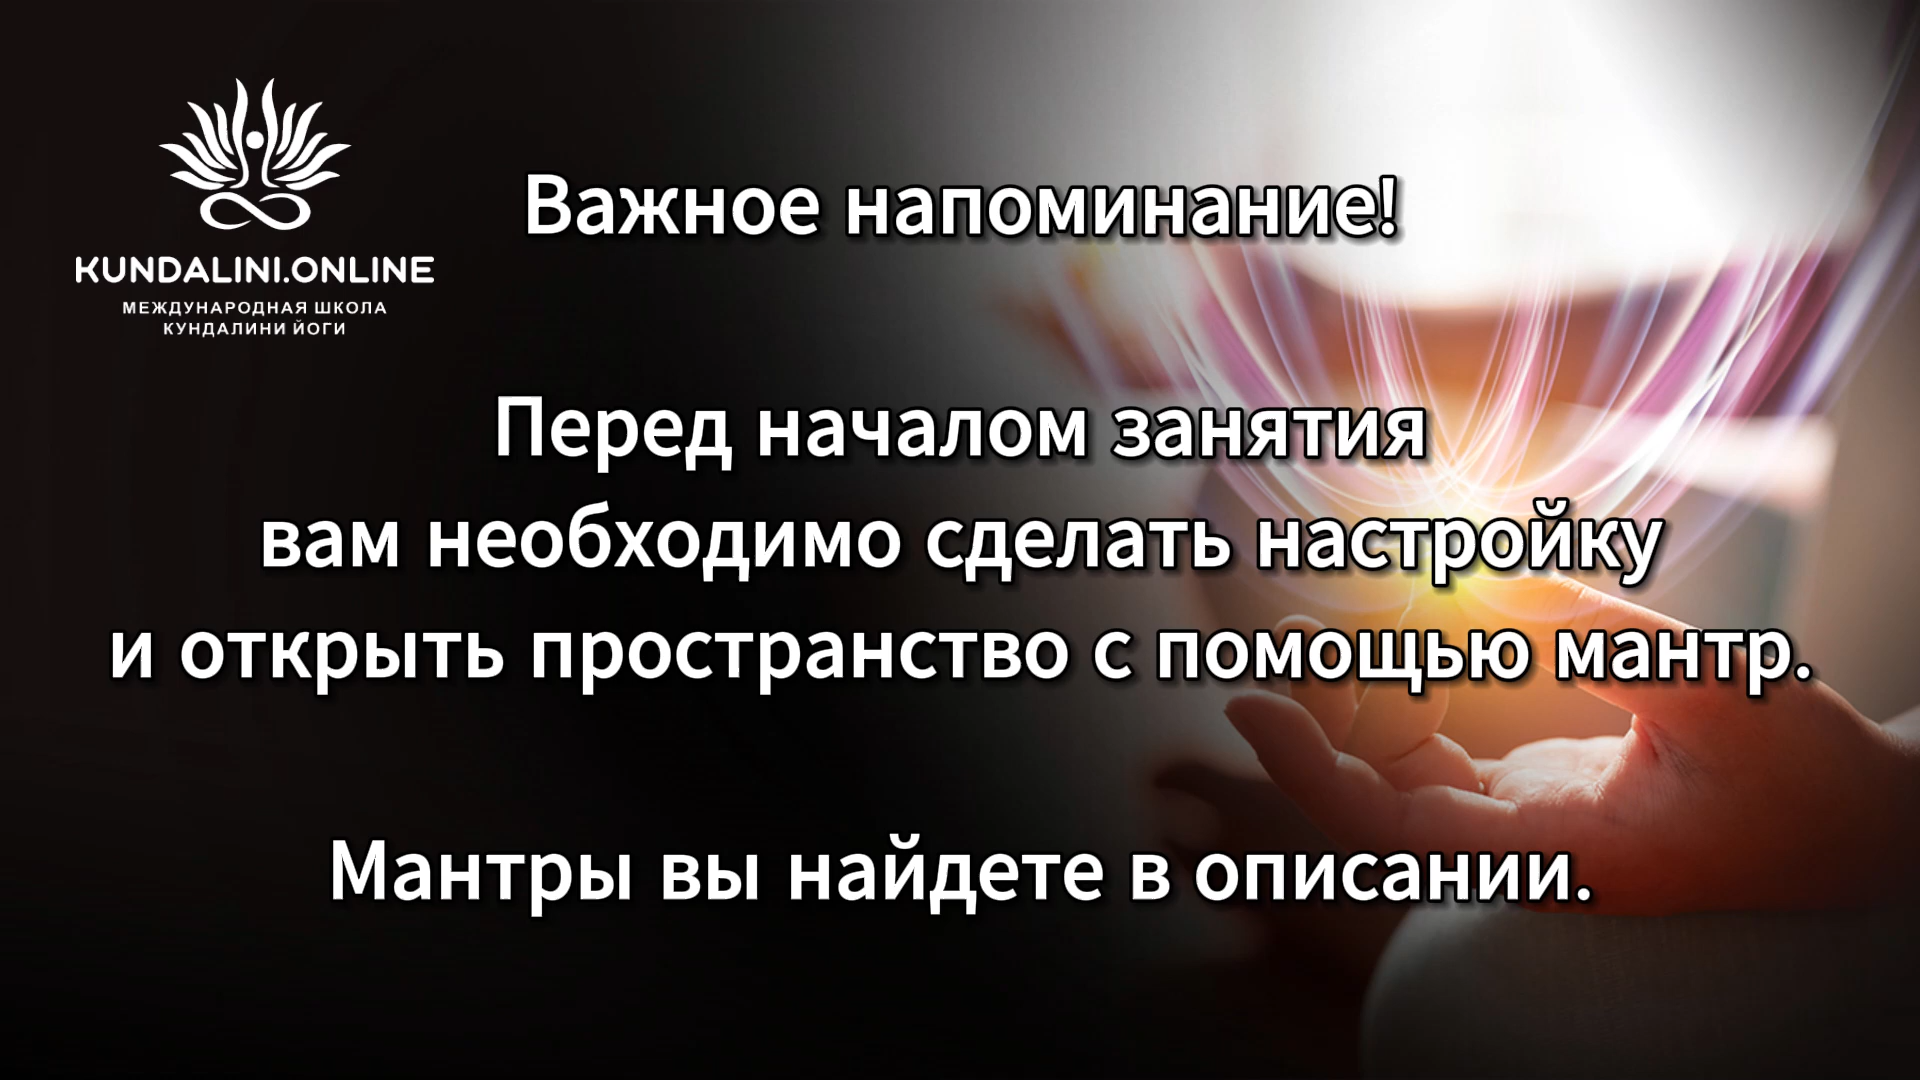 KUNDALINI.ONLINE
МЕЖДУНАРОДНАЯ ШКОЛА
КУНДАЛИНИ ЙОГИ
Важное напоминание!
Перед началом занятия
вам необходимо сделать настройку
и открыть пространство с помощью мантр.
Мантры вы найдете в описании.